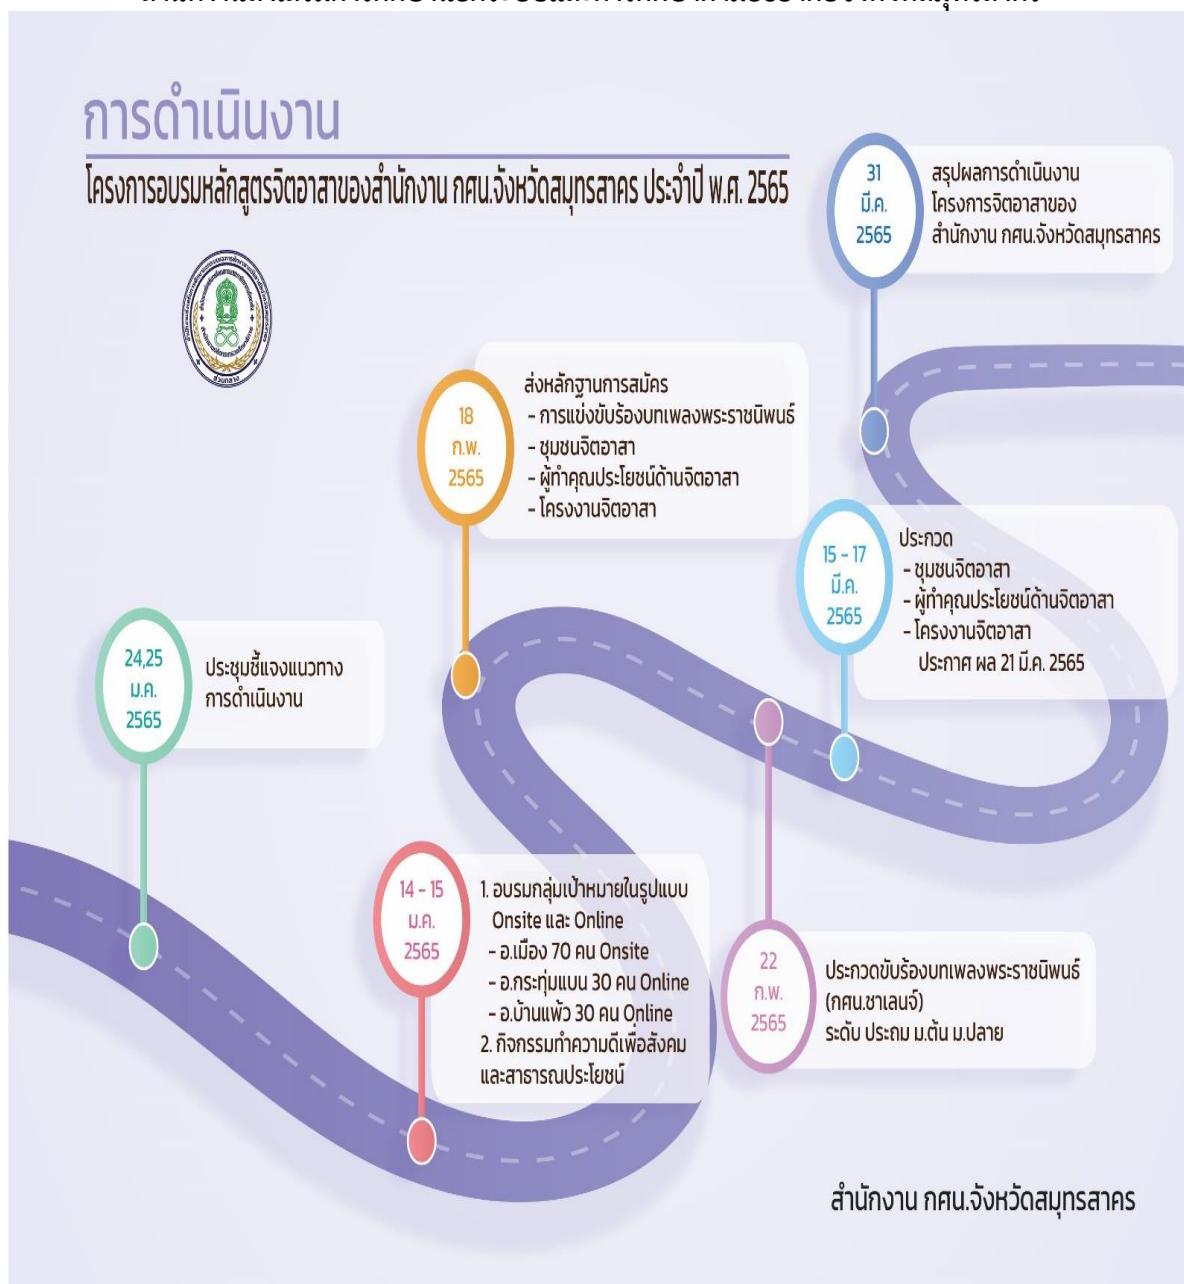 การดำเนินงาน
โครงการอบรมหลักสูตรจิตอาสาของสำนักงาน กศน.จังหวัดสมุทรสาคร ประจำปี พ.ศ. 2565
31
มี.ค.
2565
สรุปผลการดำเนินงาน
โครงการจิตอาสาของ
สำนักงาน กศน.จังหวัดสมุทรสาคร
18
ก.พ.
2565
ส่งหลักฐานการสมัคร
- การแข่งขับร้องบทเพลงพระราชนิพนธ์
- ชุมชนจิตอาสา
- ผู้ทำคุณประโยชน์ด้านจิตอาสา
- โครงงานจิตอาสา
15 - 17
มี.ค.
2565
ประกวด
- ชุมชนจิตอาสา
- ผู้ทำคุณประโยชน์ด้านจิตอาสา
- โครงงานจิตอาสา
ประกาศ ผล 21 มี.ค. 2565
24,25
ม.ค.
2565
ประชุมชี้แจงแนวทาง
การดำเนินงาน
14 - 15
ม.ค.
2565
1. อบรมกลุ่มเป้าหมายในรูปแบบ
Onsite และ Online
- อ.เมือง 70 คน Onsite
- อ.กระทุ่มแบน 30 คน Online
- อ.บ้านแพ้ว 30 คน Online
2. กิจกรรมทำความดีเพื่อสังคม
และสาธารณประโยชน์
22
ก.พ.
2565
ประกวดขับร้องบทเพลงพระราชนิพนธ์
(กศน.ชาเลนจ์)
ระดับ ประถม ม.ต้น ม.ปลาย
สำนักงาน กศน.จังหวัดสมุทรสาคร